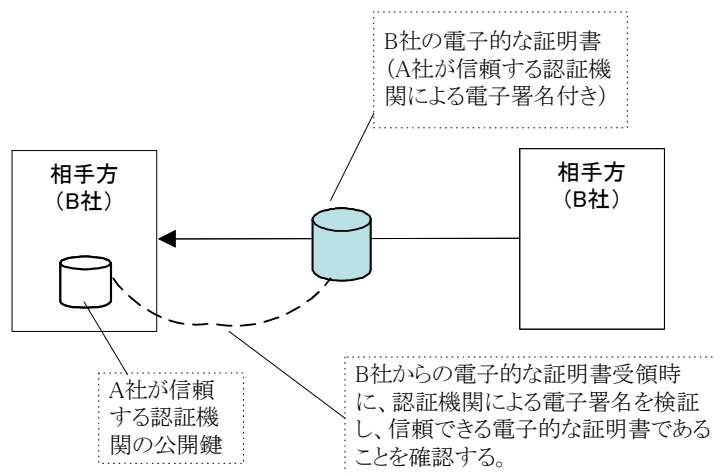 B社の電子的な証明書
(A社が信頼する認証機
関による電子署名付き)
相手方
(B社)
相手方
(B社)
A社が信頼
する認証機
関の公開鍵
B社からの電子的な証明書受領時
に、認証機関による電子署名を検証
し、信頼できる電子的な証明書である
ことを確認する。